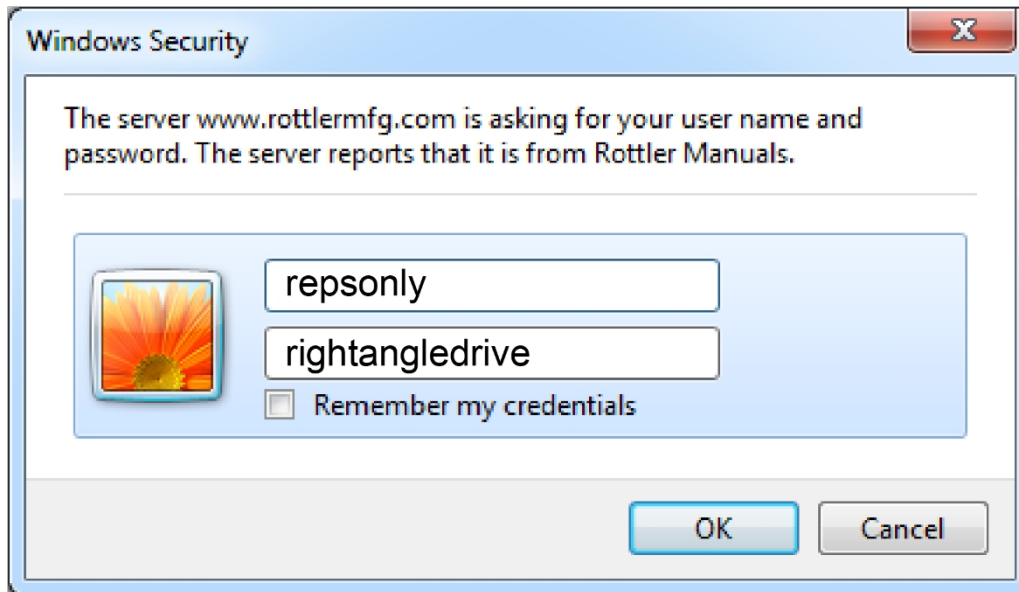 Windows Security
The server www.rottlermfg.com is asking for your user name and
password. The server reports that it is from Rottler Manuals.
repsonly
rightangledrive
Remember my credentials
OK
Cancel